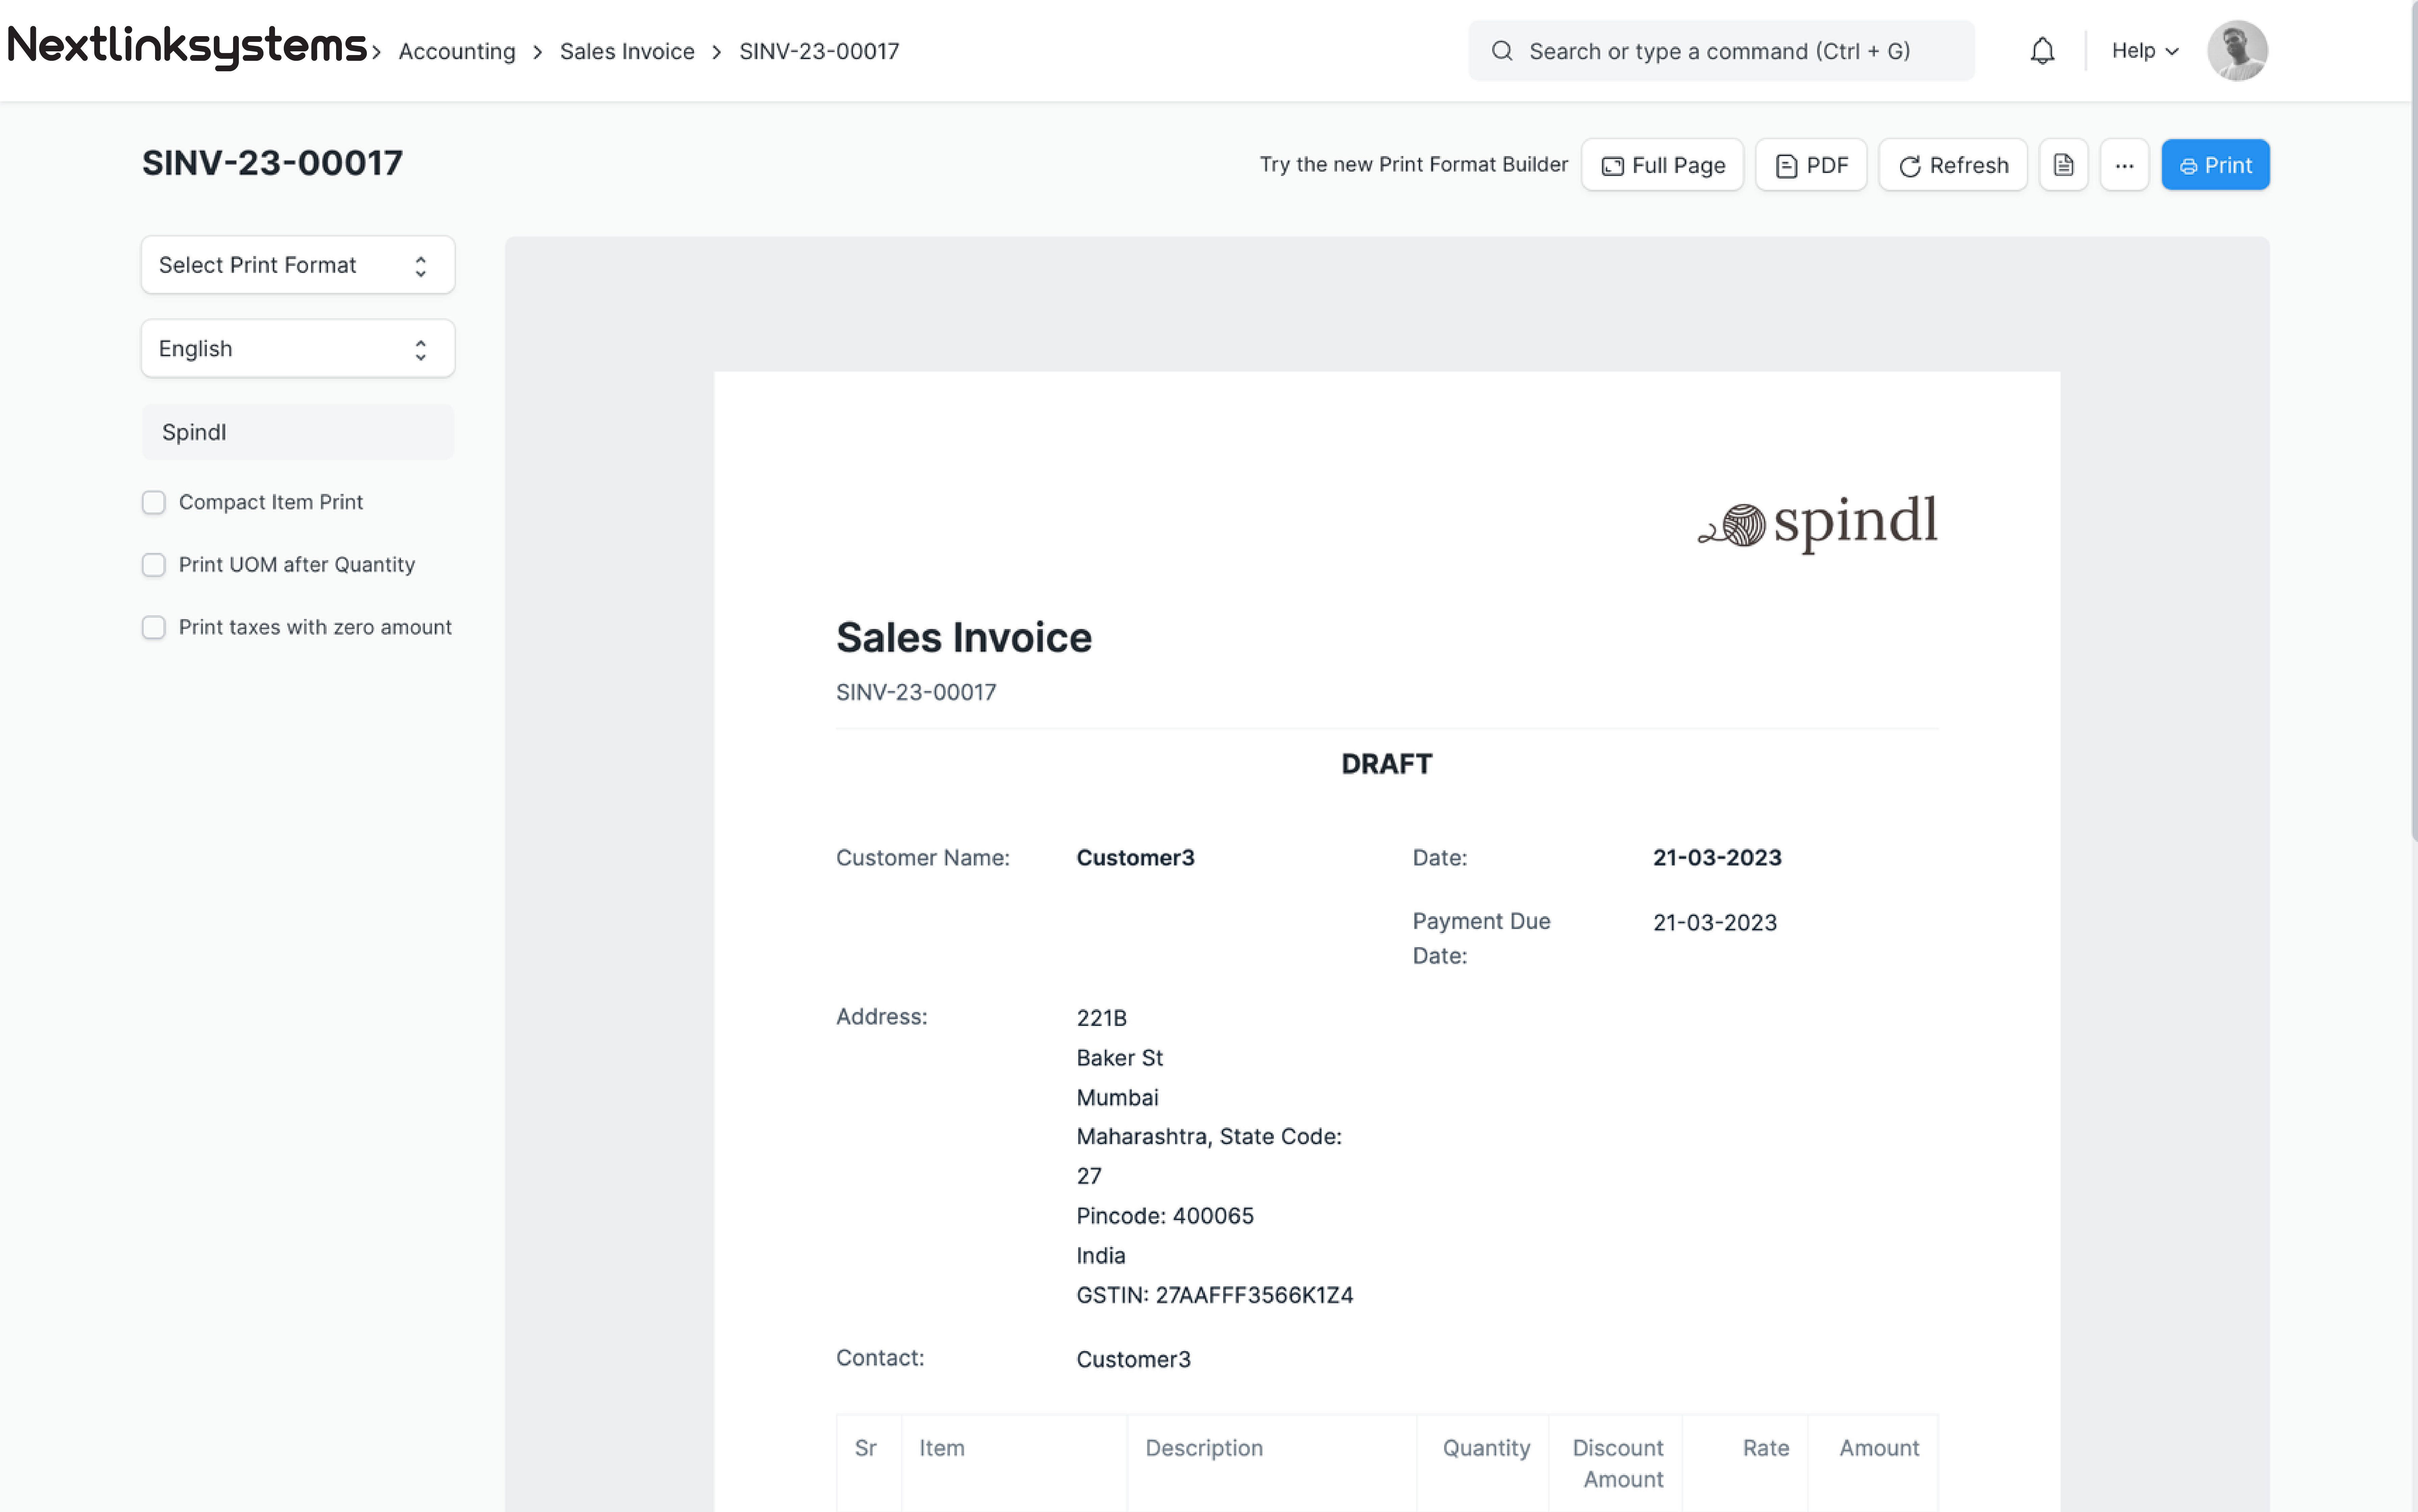 Nextlinksystems > Accounting > Sales Invoice > SINV-23-00017
Search or type a command (Ctrl + G)
Help
SINV-23-00017
Try the new Print Format Builder
Full Page
PDF
Refresh
...
Print
Select Print Format
English
Spindl
Compact Item Print
Print UOM after Quantity
Print taxes with zero amount
spindl
Sales Invoice
SINV-23-00017
DRAFT
Customer Name: Customer3
Date: 21-03-2023
Payment Due
Date:
21-03-2023
Address:
221B
Baker St
Mumbai
Maharashtra, State Code:
27
Pincode: 400065
India
GSTIN: 27AAFFF3566K1Z4
Contact: Customer3
Sr Item Description Quantity Discount Rate Amount
Amount